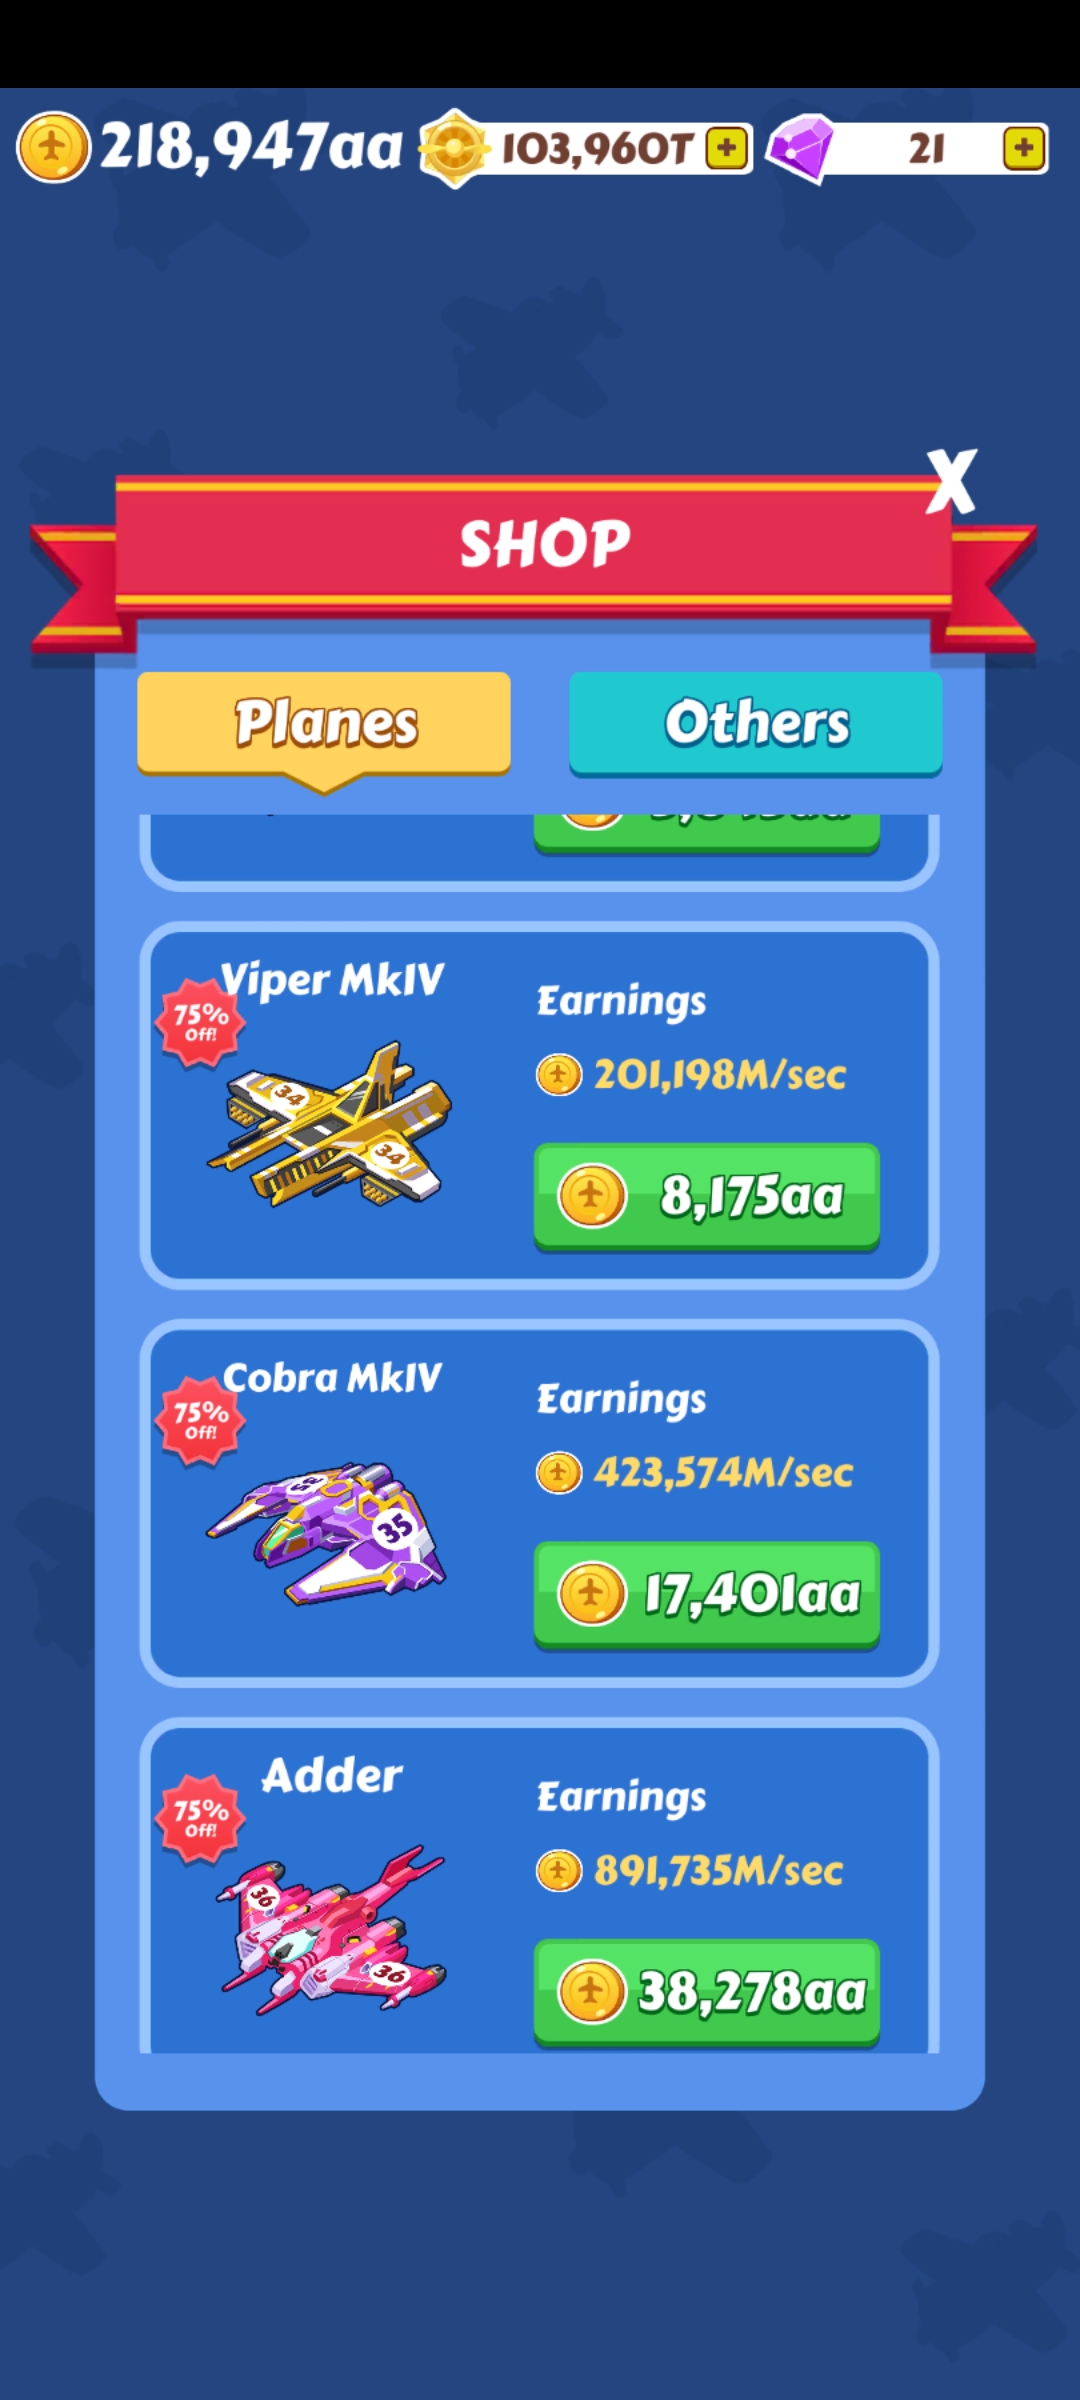 218,947aa 103,960T + 21 +
X
SHOP
Planes Others
Viper MkIV
75%
Off!
34
34
Earnings
201,198M/sec
8,175aa
Cobra MkIV
75%
Off!
35
35
Earnings
423,574M/sec
17,401aa
Adder
75%
Off!
36
36
Earnings
891,735M/sec
38,278aa